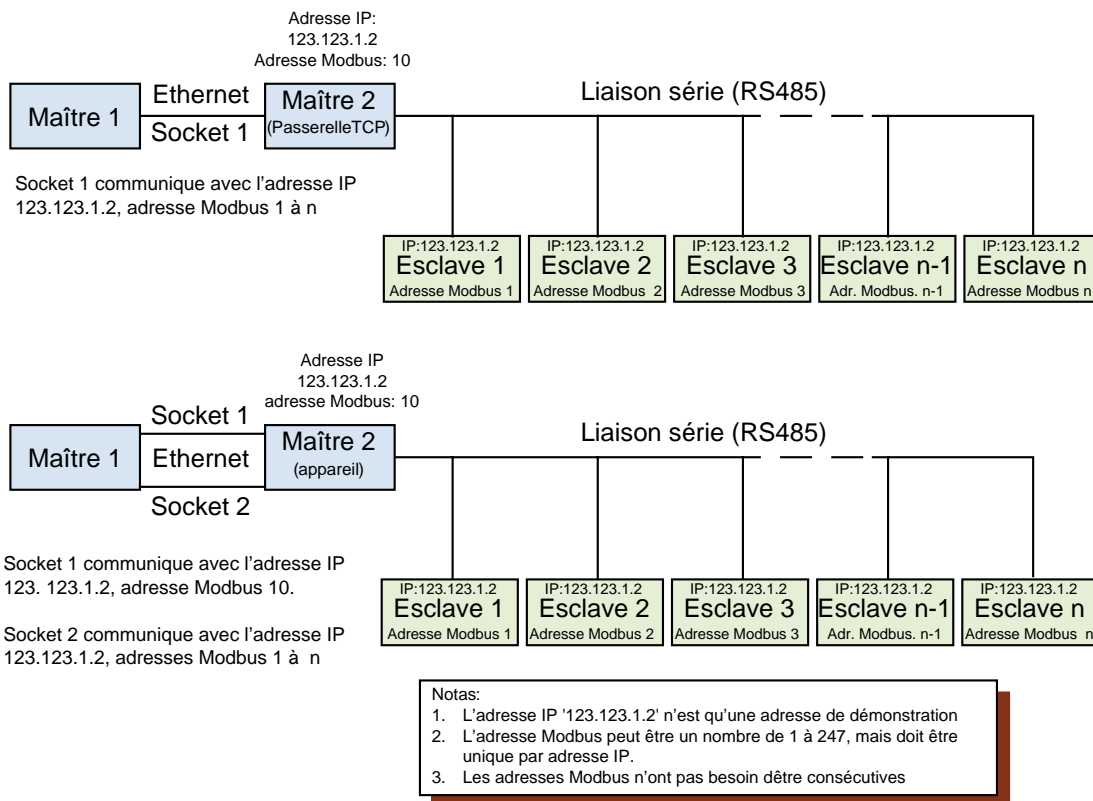 Adresse IP:
123.123.1.2
Adresse Modbus: 10
Maître 1
Ethernet
Socket 1
Maître 2
(PasserelleTCP)
Liaison série (RS485)
Socket 1 communique avec l’adresse IP
123.123.1.2, adresse Modbus 1 à n
IP:123.123.1.2
Esclave 1
Adresse Modbus 1
IP:123.123.1.2
Esclave 2
Adresse Modbus 2
IP:123.123.1.2
Esclave 3
Adresse Modbus 3
IP:123.123.1.2
Esclave n-1
Adr. Modbus. n-1
IP:123.123.1.2
Esclave n
Adresse Modbus n
Adresse IP
123.123.1.2
adresse Modbus: 10
Maître 1
Socket 1
Ethernet
Socket 2
Maître 2
(appareil)
Liaison série (RS485)
Socket 1 communique avec l’adresse IP
123. 123.1.2, adresse Modbus 10.
Socket 2 communique avec l’adresse IP
123.123.1.2, adresses Modbus 1 à n
IP:123.123.1.2
Esclave 1
Adresse Modbus 1
IP:123.123.1.2
Esclave 2
Adresse Modbus 2
IP:123.123.1.2
Esclave 3
Adresse Modbus 3
IP:123.123.1.2
Esclave n-1
Adr. Modbus. n-1
IP:123.123.1.2
Esclave n
Adresse Modbus n
Notas:
1. L’adresse IP '123.123.1.2' n’est qu’une adresse de démonstration
2. L’adresse Modbus peut être un nombre de 1 à 247, mais doit être
unique par adresse IP.
3. Les adresses Modbus n’ont pas besoin dêtre consécutives